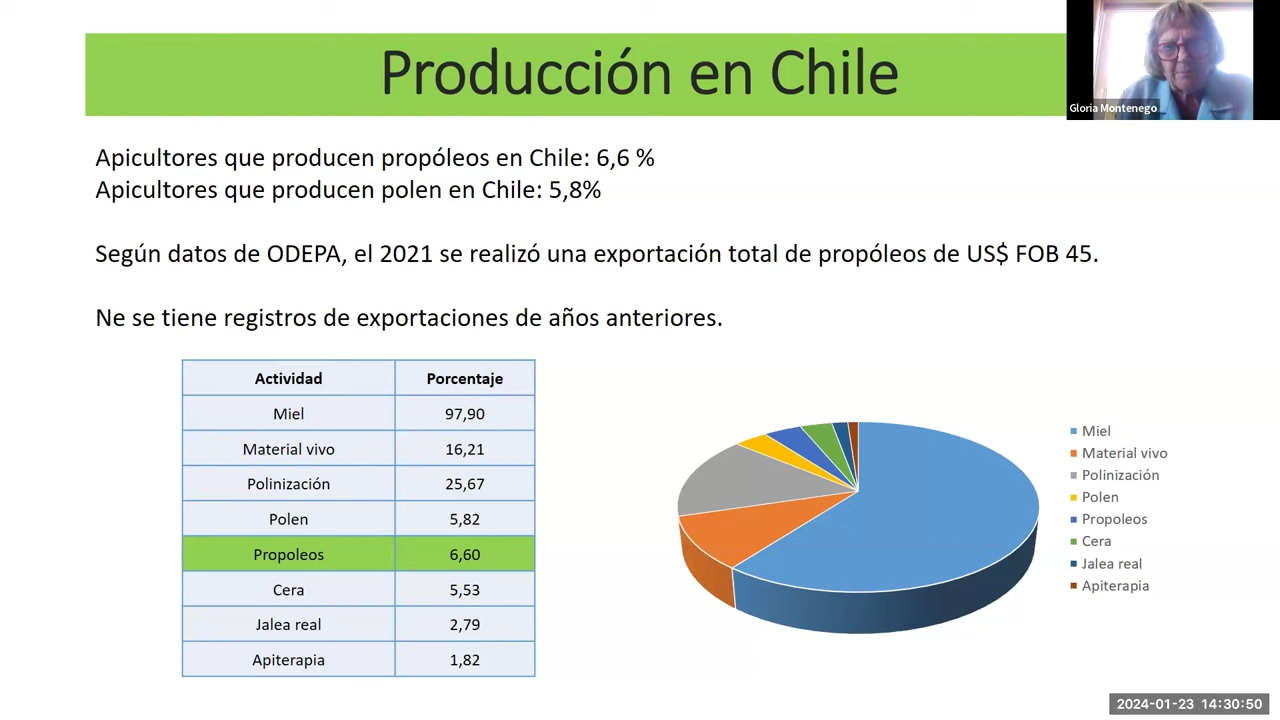 Producción en Chile
Gloria Montenego
Apicultores que producen propóleos en Chile: 6,6 %
Apicultores que producen polen en Chile: 5,8%
Según datos de ODEPA, el 2021 se realizó una exportación total de propóleos de US$ FOB 45.
Ne se tiene registros de exportaciones de años anteriores.
Actividad Porcentaje
Miel 97,90
Material vivo 16,21
Polinización 25,67
Polen 5,82
Propoleos 6,60
Cera 5,53
Jalea real 2,79
Apiterapia 1,82
Miel
Material vivo
Polinización
Polen
Propoleos
Cera
Jalea real
Apiterapia
2024-01-23 14:30:50